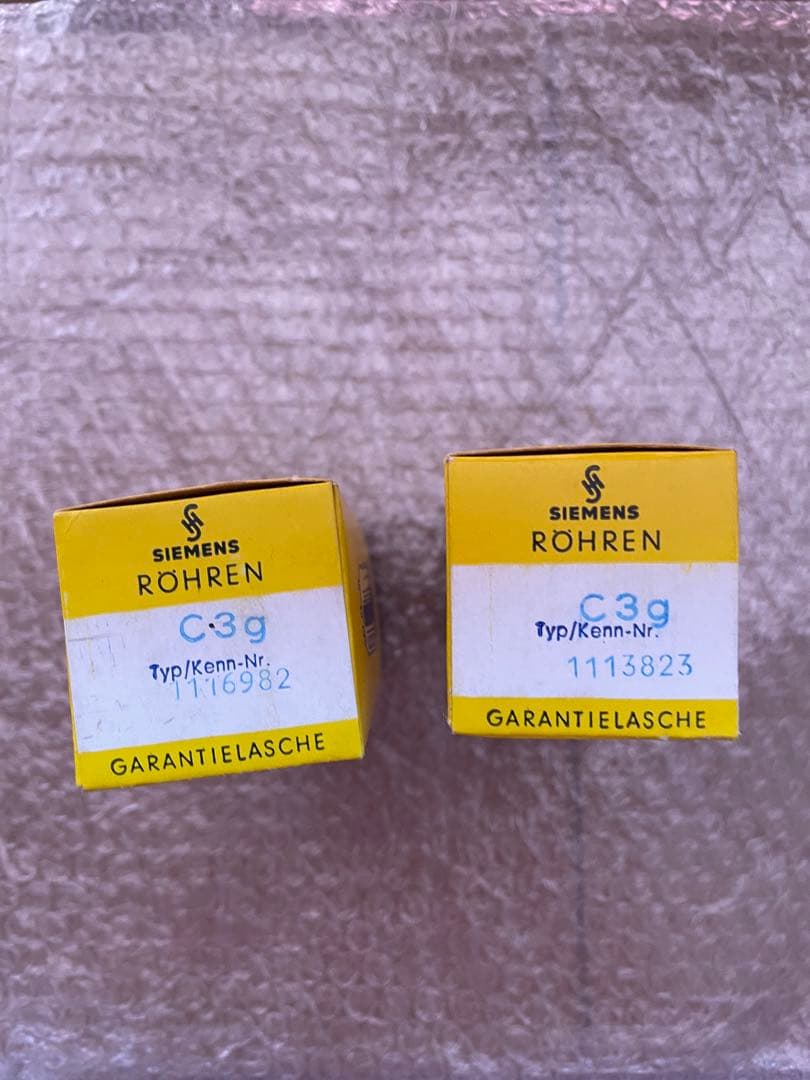 SIEMENS
RÖHREN
C3g
Typ/Kenn-Nr.
1116982
GARANTIELASCHE
SIEMENS
RÖHREN
C3g
Typ/Kenn-Nr.
1113823
GARANTIELASCHE